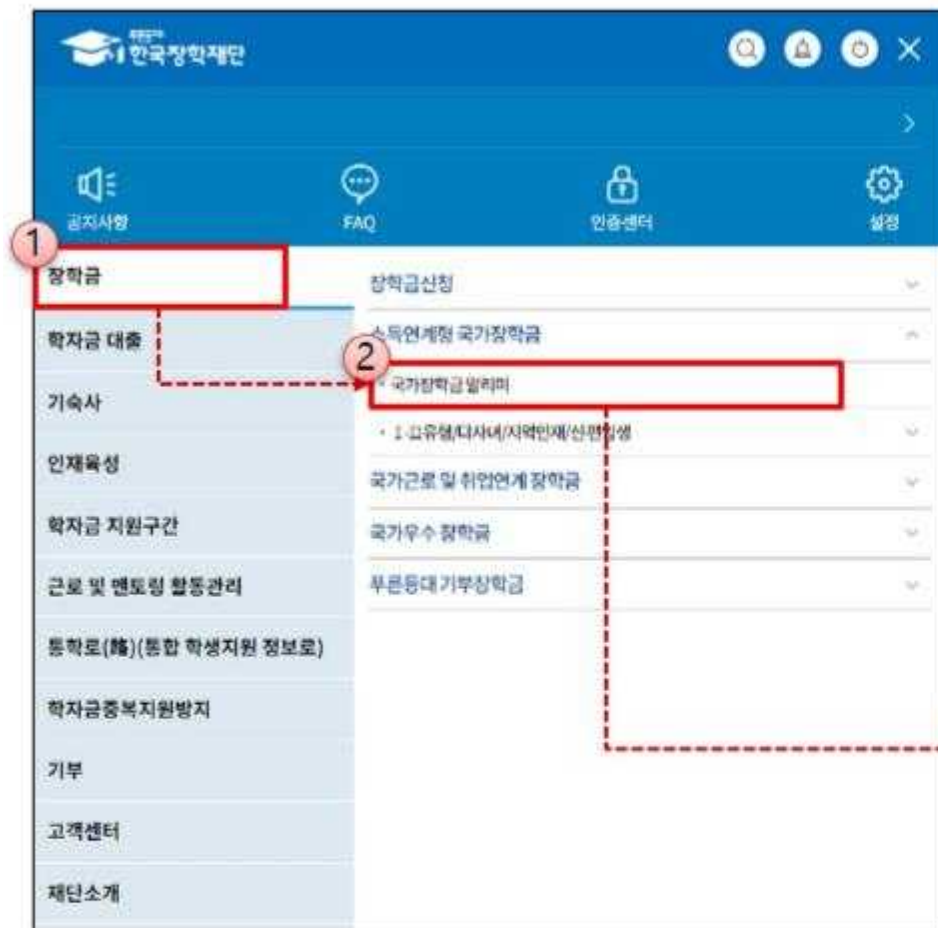 푸른등대
한국장학재단
공지사항
FAQ
인증센터
설정
1
장학금
학자금 대출
기숙사
인재육성
학자금 지원구간
근로 및 멘토링 활동관리
통학로(路)(통합 학생지원 정보로)
학자금중복지원방지
기부
고객센터
재단소개
장학금신청
소득연계형 국가장학금
2
국가장학금 알리미
국가근로 및 취업연계 장학금
국가우수 장학금
푸른등대 기부장학금